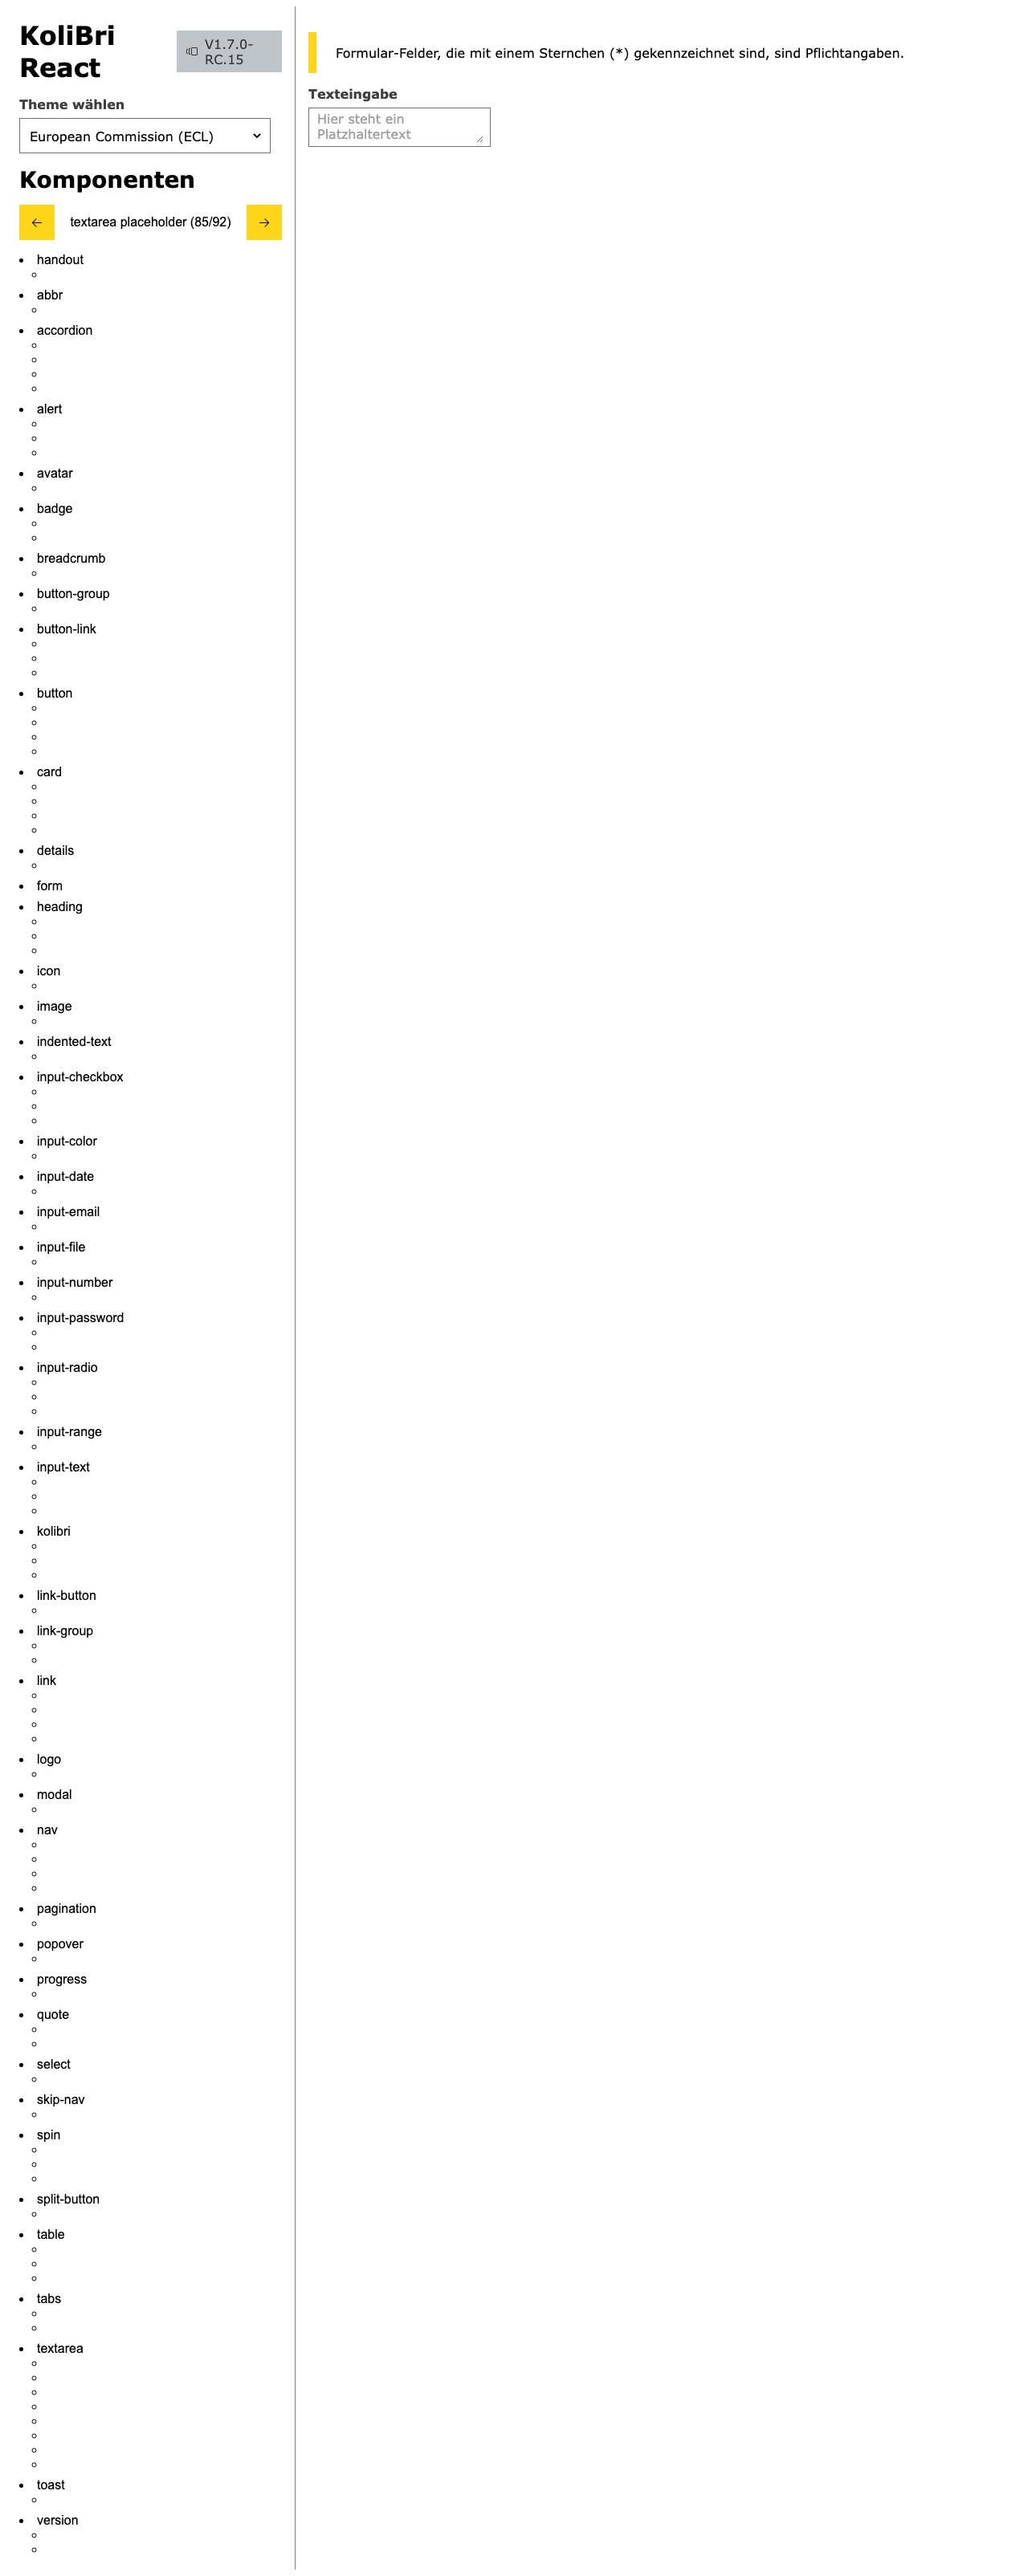 KoliBri
React
V1.7.0-
RC.15
Theme wählen
European Commission (ECL)
Komponenten
textarea placeholder (85/92)
handout
abbr
accordion
alert
avatar
badge
breadcrumb
button-group
button-link
button
card
details
form
heading
icon
image
indented-text
input-checkbox
input-color
input-date
input-email
input-file
input-number
input-password
input-radio
input-range
input-text
kolibri
link-button
link-group
link
logo
modal
nav
pagination
popover
progress
quote
select
skip-nav
spin
split-button
table
tabs
textarea
toast
version
Formular-Felder, die mit einem Sternchen (*) gekennzeichnet sind, sind Pflichtangaben.
Texteingabe
Hier steht ein
Platzhaltertext